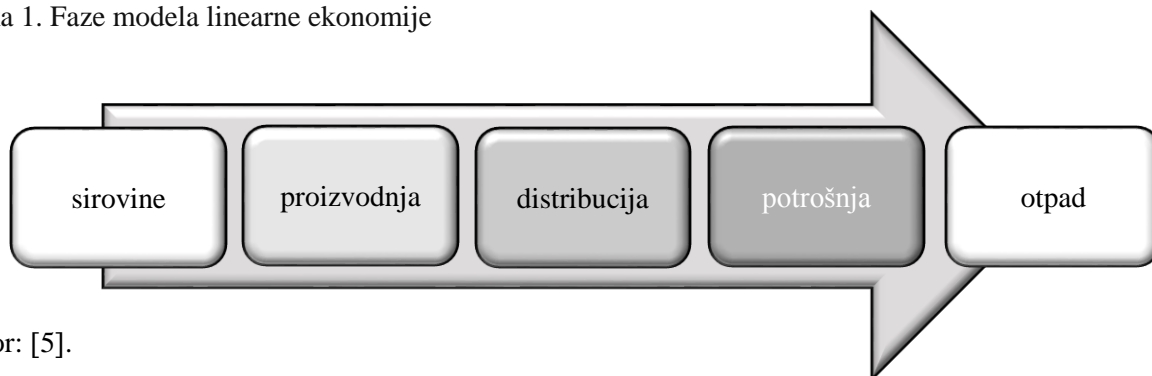 a 1. Faze modela linearne ekonomije
sirovine
proizvodnja
distribucija
potrošnja
otpad
or: [5].